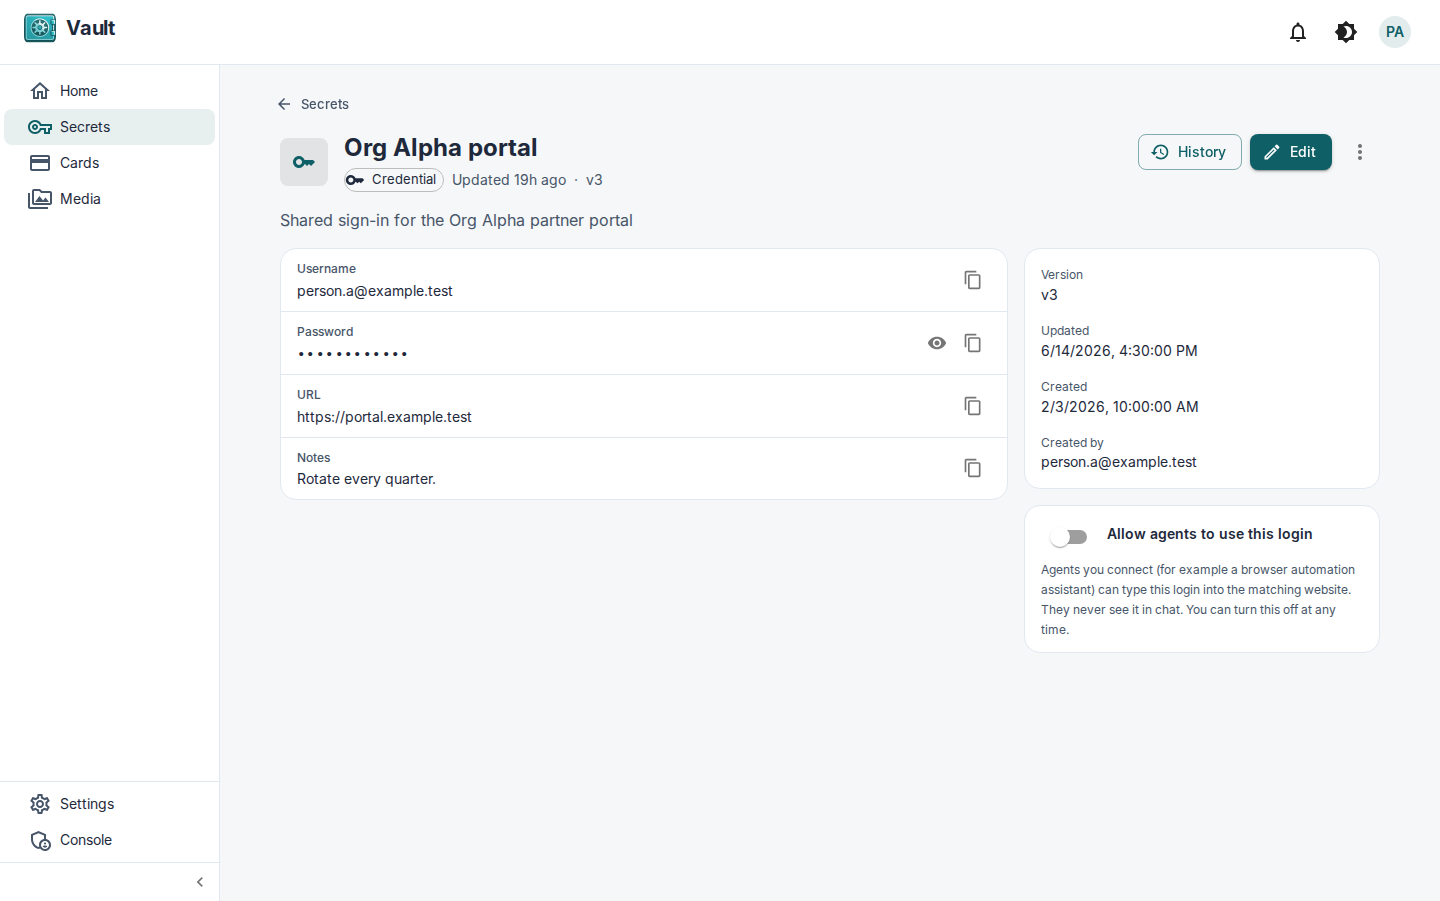 Vault
PA
Home
Secrets
Cards
Media
Settings
Console
Secrets
Org Alpha portal
Credential
Updated 19h ago · v3
History
Edit
Shared sign-in for the Org Alpha partner portal
Username
person.a@example.test
Password
••••••••••••
URL
https://portal.example.test
Notes
Rotate every quarter.
Version
v3
Updated
6/14/2026, 4:30:00 PM
Created
2/3/2026, 10:00:00 AM
Created by
person.a@example.test
Allow agents to use this login
Agents you connect (for example a browser automation
assistant) can type this login into the matching website.
They never see it in chat. You can turn this off at any
time.